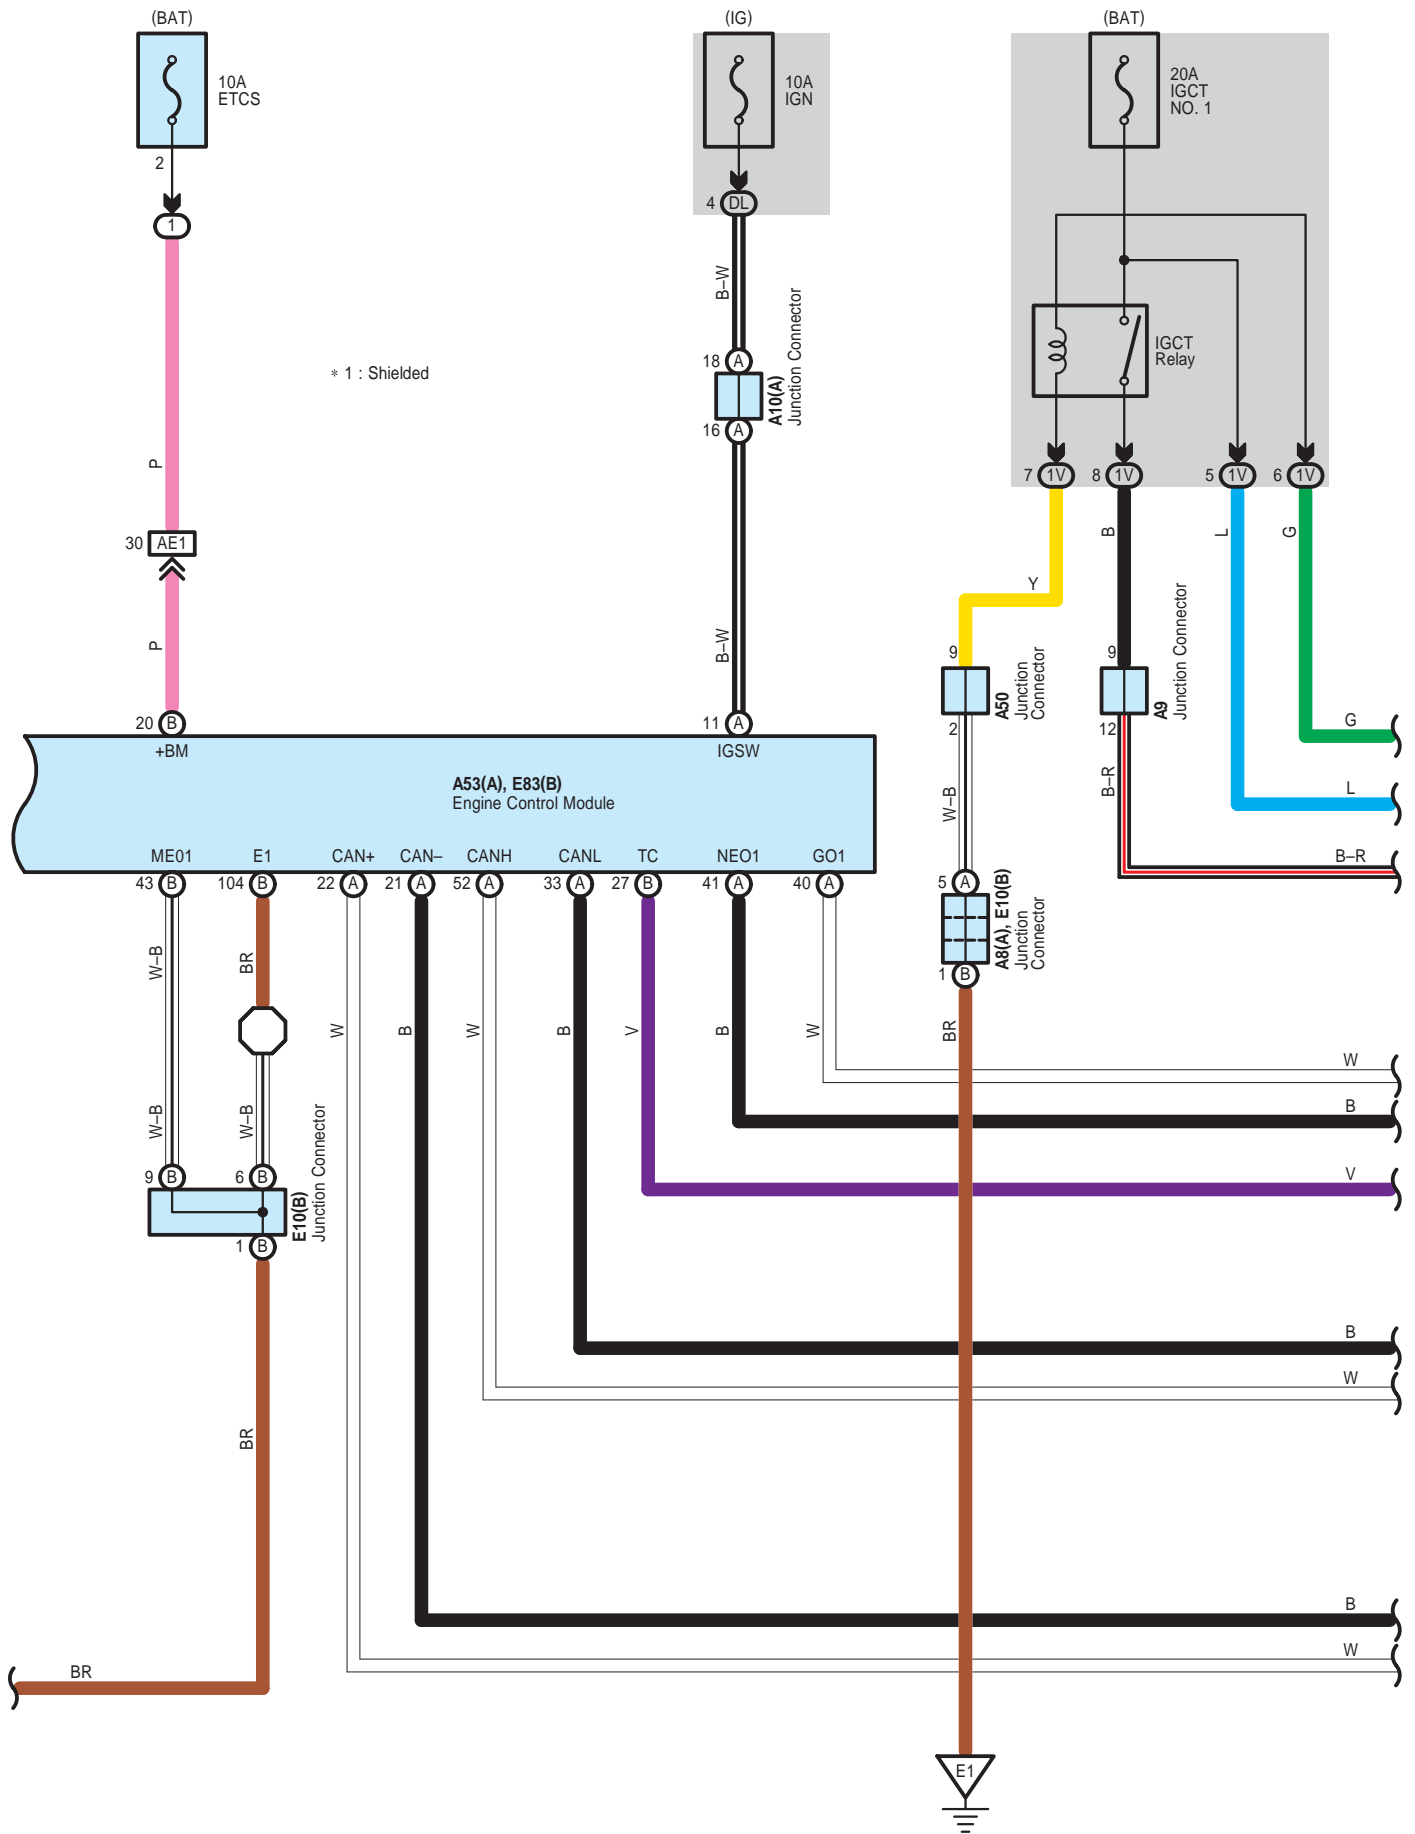 (BAT)
(IG)
(BAT)
10A
ETCS
10A
IGN
20A
IGCT
NO. 1
2
1
4
DL
B–W
18
A
A10(A)
Junction Connector
16
A
∗ 1 : Shielded
IGCT
Relay
7
1V
8
1V
5
1V
6
1V
P
30
AE1
P
B–W
Y
B
L
G
9
A50
Junction
Connector
2
9
A9
Junction Connector
12
20
B
11
A
+BM
IGSW
A53(A), E83(B)
Engine Control Module
W–B
B–R
G
L
B–R
ME01
E1
CAN+
CAN–
CANH
CANL
TC
NEO1
GO1
43
B
104
B
22
A
21
A
52
A
33
A
27
B
41
A
40
A
5
A
A8(A), E10(B)
Junction
Connector
1
B
W–B
BR
W
B
W
B
V
B
W
BR
W
B
V
W–B
W–B
9
B
6
B
E10(B)
Junction Connector
1
B
B
W
BR
B
W
BR
E1